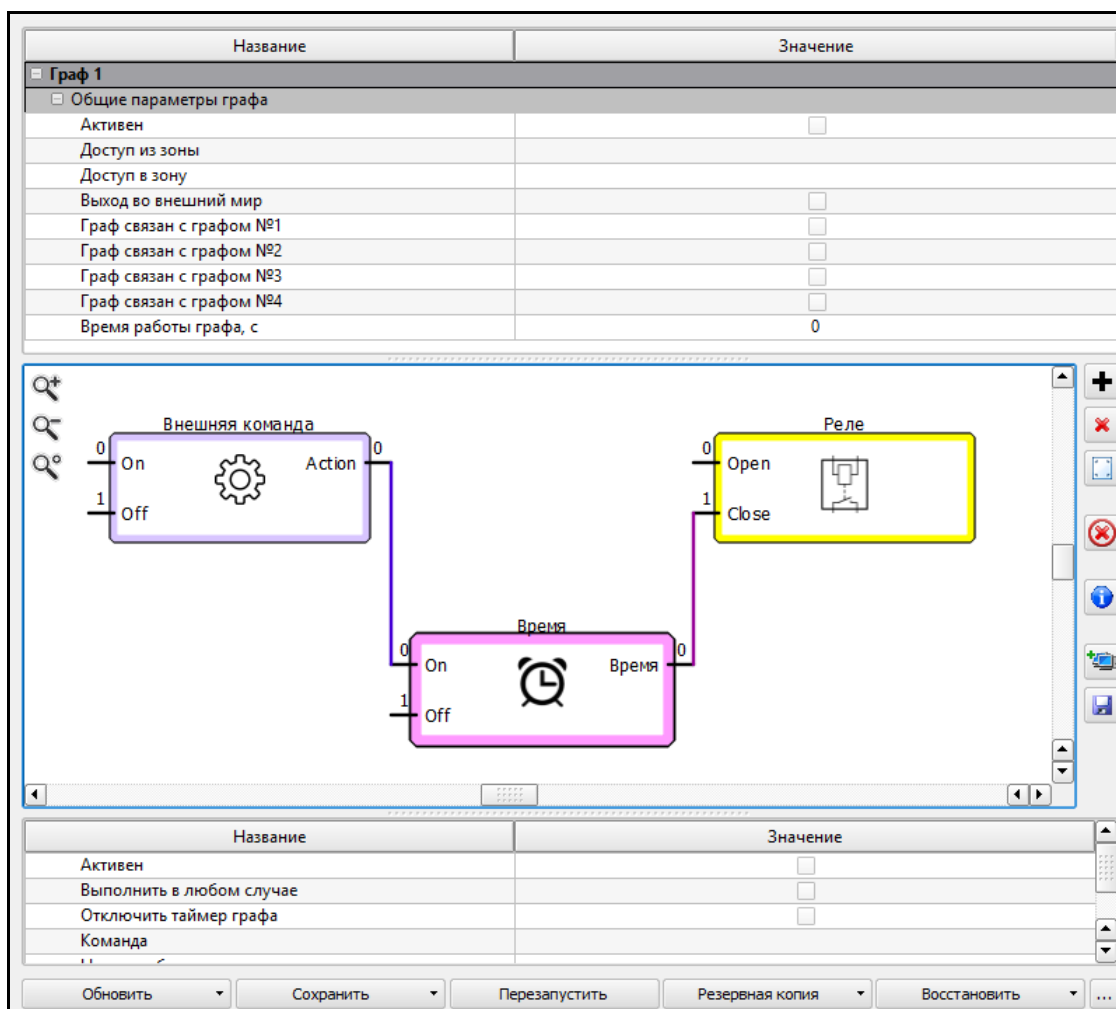 Название Значение
Граф 1
Общие параметры графа
Активен
Доступ из зоны
Доступ в зону
Выход во внешний мир
Граф связан с графом №1
Граф связан с графом №2
Граф связан с графом №3
Граф связан с графом №4
Время работы графа, с 0
Внешняя команда Реле
0 On Action 0 0 Open
1 Off 1 Close
Время
0 On Время 0
1 Off
Название Значение
Активен
Выполнить в любом случае
Отключить таймер графа
Команда
Обновить Сохранить Перезапустить Резервная копия Восстановить ...